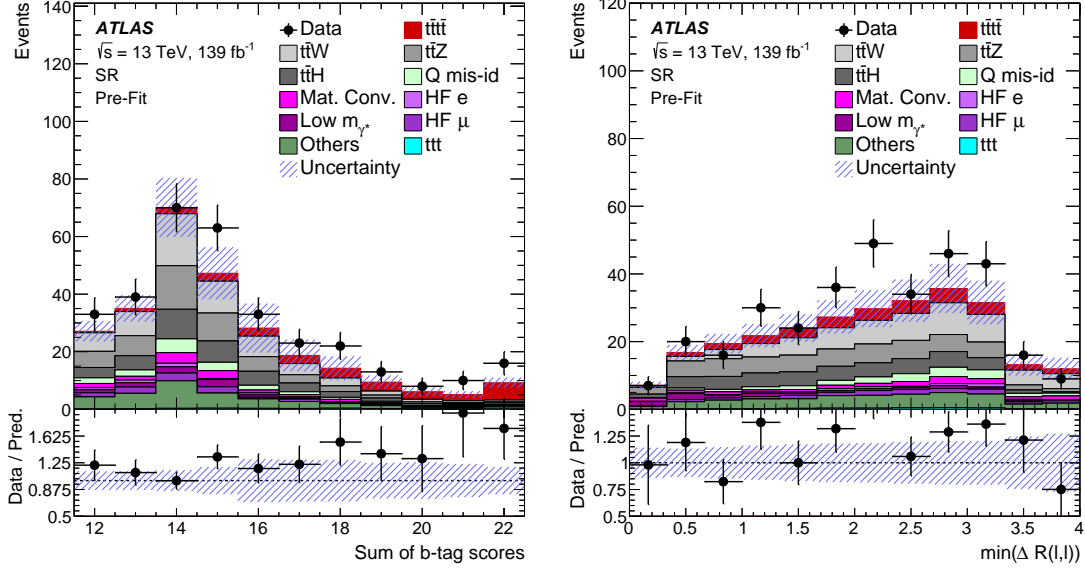 Events
140
120
100
80
60
40
20
0
ATLAS
√s = 13 TeV, 139 fb⁻¹
SR
Pre-Fit
Data
tt̄tt̄
tt̄W
tt̄Z
tt̄H
Q mis-id
Mat. Conv.
HF e
Low m_γ*
HF μ
Others
ttt
Uncertainty
Data / Pred.
1.625
1.25
0.875
0.5
12 14 16 18 20 22
Sum of b-tag scores
Events
120
100
80
60
40
20
0
ATLAS
√s = 13 TeV, 139 fb⁻¹
SR
Pre-Fit
Data
tt̄tt̄
tt̄W
tt̄Z
tt̄H
Q mis-id
Mat. Conv.
HF e
Low m_γ*
HF μ
Others
ttt
Uncertainty
Data / Pred.
1.25
1
0.75
0.5
0 0.5 1 1.5 2 2.5 3 3.5 4
min(Δ R(l,l))